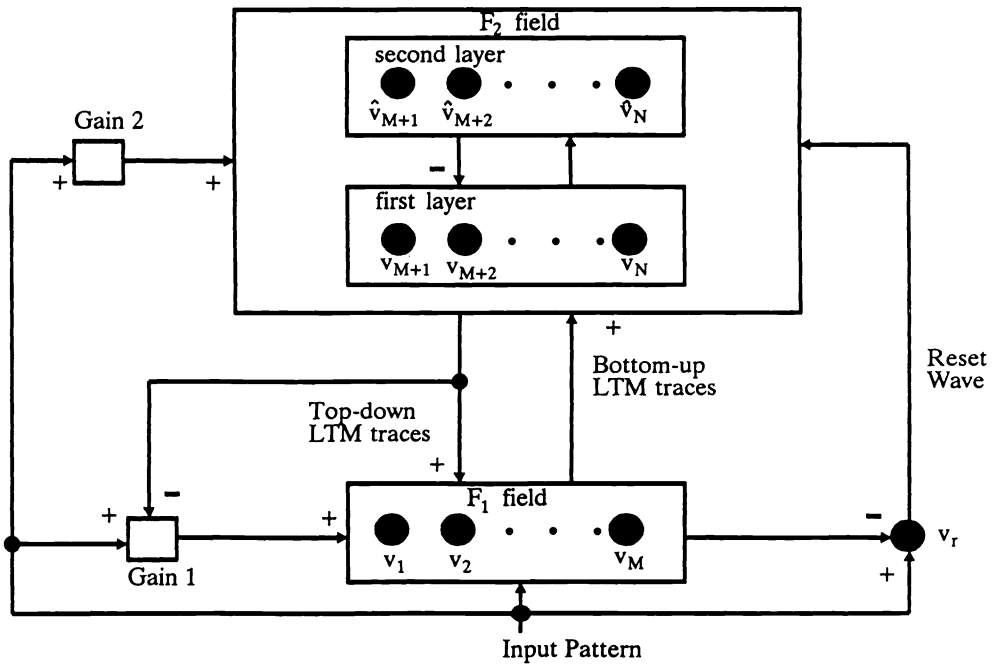 F₂ field
second layer
v̂M+1 v̂M+2 · · · v̂N
Gain 2
+ +
−
first layer
vM+1 vM+2 · · · vN
+
Bottom-up
LTM traces
Reset
Wave
Top-down
LTM traces
+
−
F₁ field
+ + −
v₁ v₂ · · · vM
vr
Gain 1
+
Input Pattern